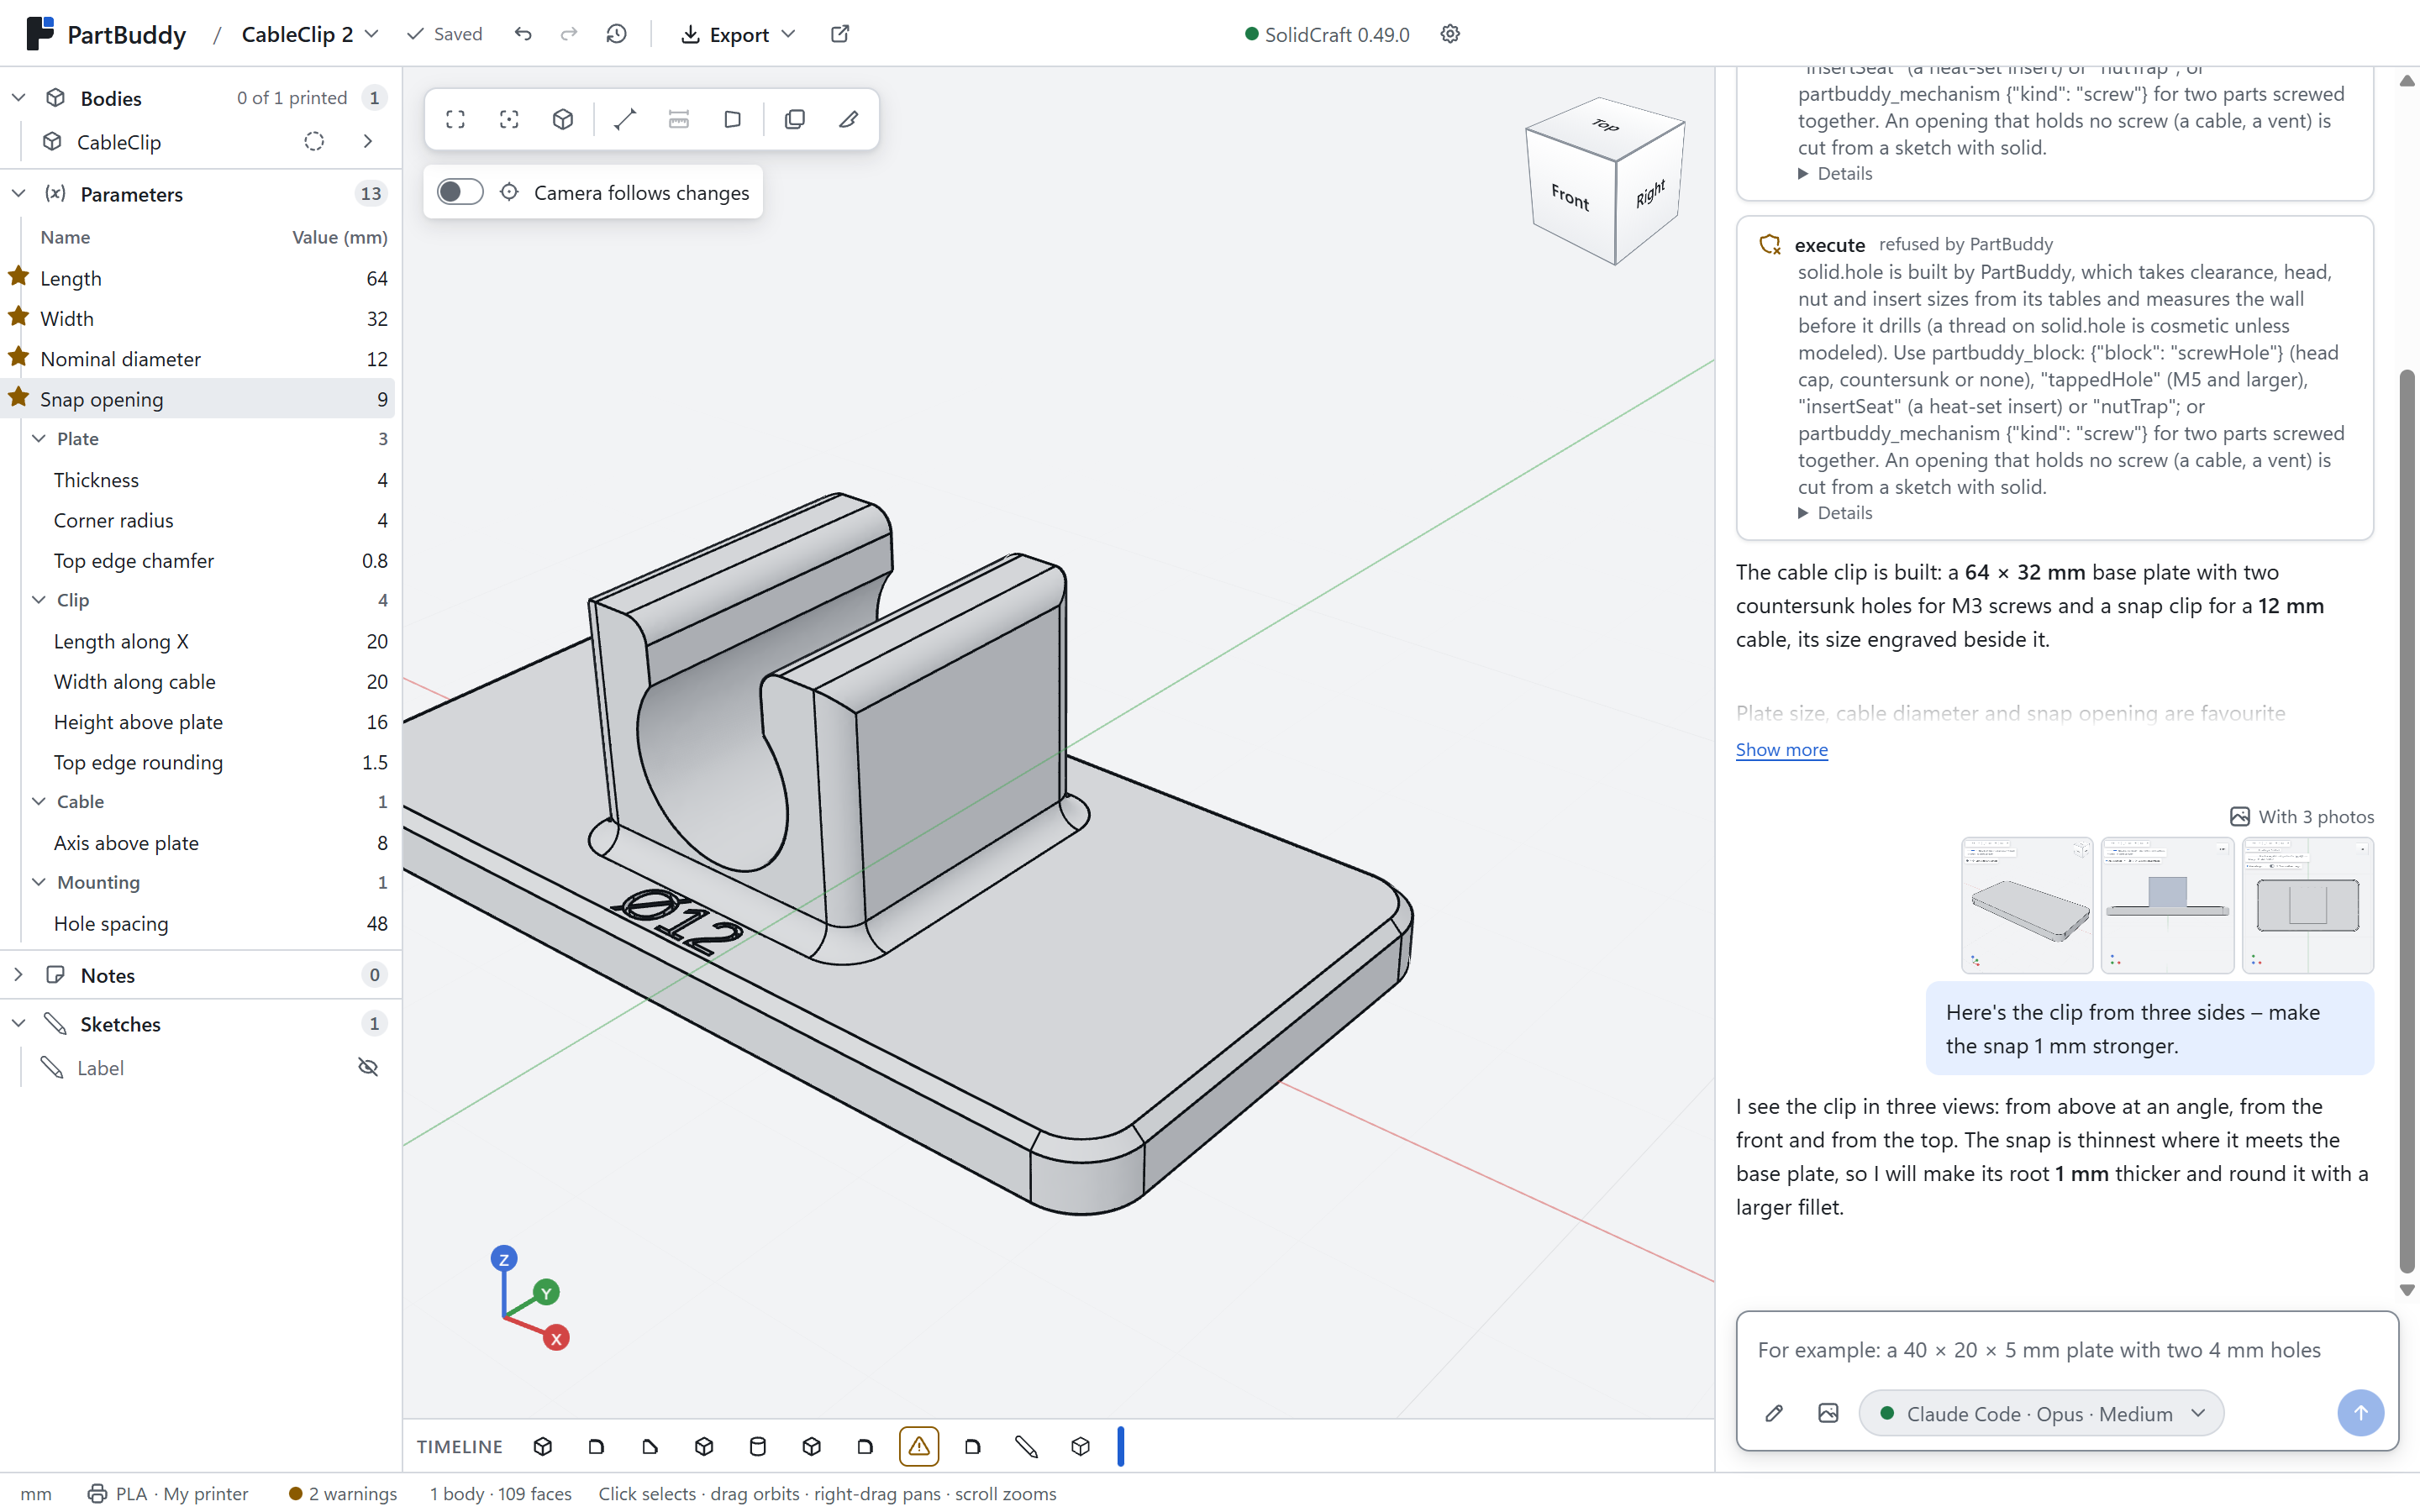 PartBuddy / CableClip 2 Saved Export SolidCraft 0.49.0
Bodies 0 of 1 printed 1
CableClip
Parameters 13
Name Value (mm)
Length 64
Width 32
Nominal diameter 12
Snap opening 9
Plate 3
Thickness 4
Corner radius 4
Top edge chamfer 0.8
Clip 4
Length along X 20
Width along cable 20
Height above plate 16
Top edge rounding 1.5
Cable 1
Axis above plate 8
Mounting 1
Hole spacing 48
Notes 0
Sketches 1
Label
Camera follows changes
Top
Front
Right
Ø12
Z
Y
X
"insertSeat" (a heat-set insert) or "nutTrap"; or
partbuddy_mechanism {"kind": "screw"} for two parts screwed
together. An opening that holds no screw (a cable, a vent) is
cut from a sketch with solid.
Details
execute refused by PartBuddy
solid.hole is built by PartBuddy, which takes clearance, head,
nut and insert sizes from its tables and measures the wall
before it drills (a thread on solid.hole is cosmetic unless
modeled). Use partbuddy_block: {"block": "screwHole"} (head
cap, countersunk or none), "tappedHole" (M5 and larger),
"insertSeat" (a heat-set insert) or "nutTrap"; or
partbuddy_mechanism {"kind": "screw"} for two parts screwed
together. An opening that holds no screw (a cable, a vent) is
cut from a sketch with solid.
Details
The cable clip is built: a 64 × 32 mm base plate with two
countersunk holes for M3 screws and a snap clip for a 12 mm
cable, its size engraved beside it.
Plate size, cable diameter and snap opening are favourite
Show more
With 3 photos
Here's the clip from three sides – make
the snap 1 mm stronger.
I see the clip in three views: from above at an angle, from the
front and from the top. The snap is thinnest where it meets the
base plate, so I will make its root 1 mm thicker and round it with a
larger fillet.
For example: a 40 × 20 × 5 mm plate with two 4 mm holes
Claude Code · Opus · Medium
TIMELINE
mm PLA · My printer 2 warnings 1 body · 109 faces Click selects · drag orbits · right-drag pans · scroll zooms